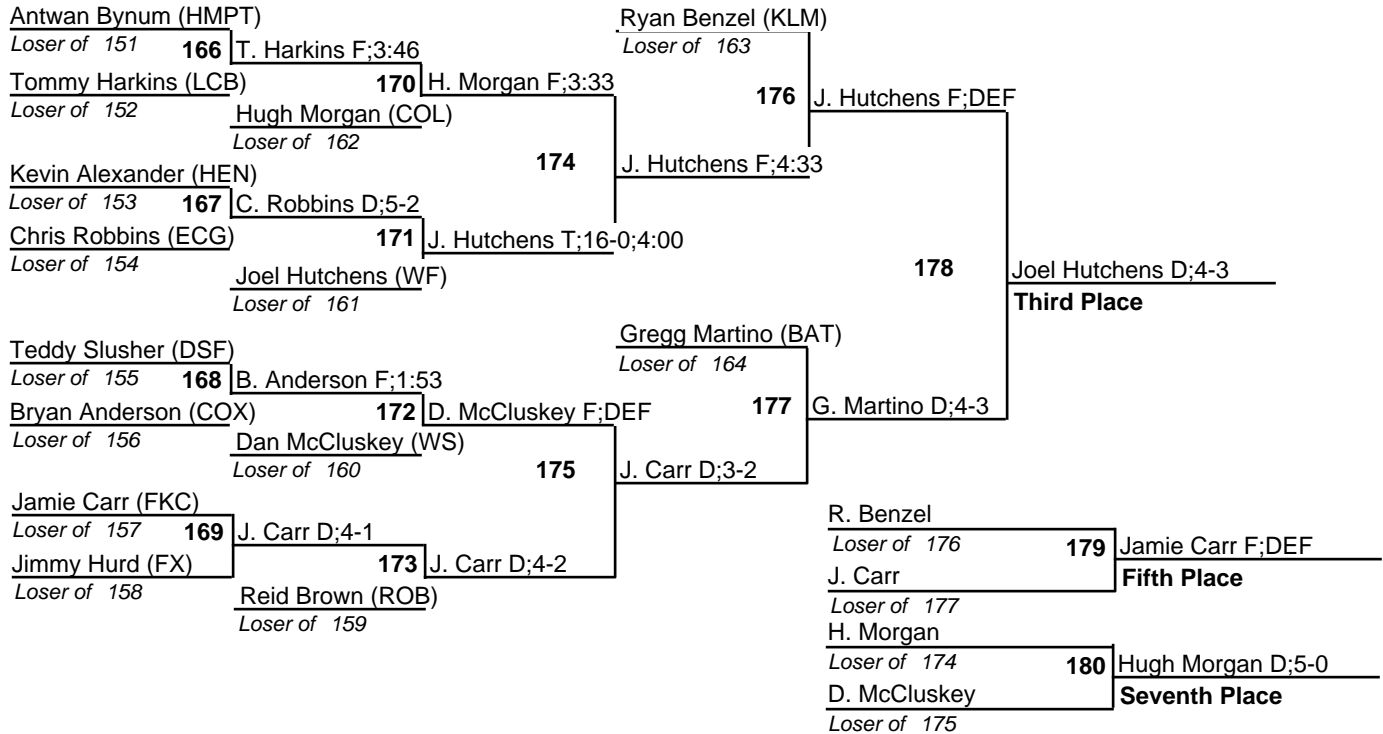 Antwan Bynum (HMPT)
Loser of 151
166
T. Harkins F;3:46
Tommy Harkins (LCB)
Loser of 152
170
H. Morgan F;3:33
Hugh Morgan (COL)
Loser of 162
Kevin Alexander (HEN)
Loser of 153
167
C. Robbins D;5-2
Chris Robbins (ECG)
Loser of 154
171
J. Hutchens T;16-0;4:00
Joel Hutchens (WF)
Loser of 161
174
J. Hutchens F;4:33
Ryan Benzel (KLM)
Loser of 163
176
J. Hutchens F;DEF
Teddy Slusher (DSF)
Loser of 155
168
B. Anderson F;1:53
Bryan Anderson (COX)
Loser of 156
172
D. McCluskey F;DEF
Dan McCluskey (WS)
Loser of 160
Jamie Carr (FKC)
Loser of 157
169
J. Carr D;4-1
Jimmy Hurd (FX)
Loser of 158
173
J. Carr D;4-2
Reid Brown (ROB)
Loser of 159
175
J. Carr D;3-2
Gregg Martino (BAT)
Loser of 164
177
G. Martino D;4-3
178
Joel Hutchens D;4-3
Third Place
R. Benzel
Loser of 176
179
Jamie Carr F;DEF
J. Carr
Fifth Place
Loser of 177
H. Morgan
Loser of 174
180
Hugh Morgan D;5-0
D. McCluskey
Seventh Place
Loser of 175